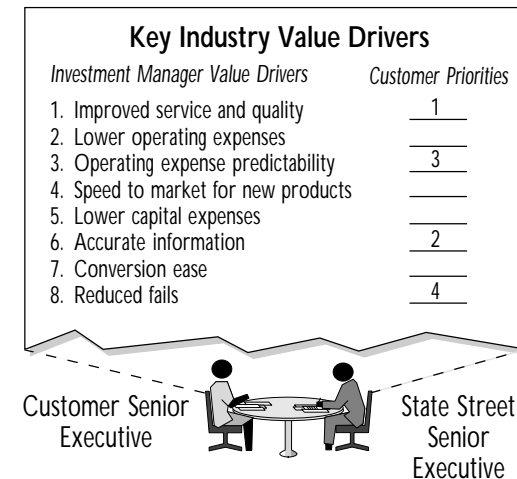 Key Industry Value Drivers
Investment Manager Value Drivers Customer Priorities
1. Improved service and quality 1
2. Lower operating expenses
3. Operating expense predictability 3
4. Speed to market for new products
5. Lower capital expenses
6. Accurate information 2
7. Conversion ease
8. Reduced fails 4
Customer Senior
Executive
State Street
Senior
Executive